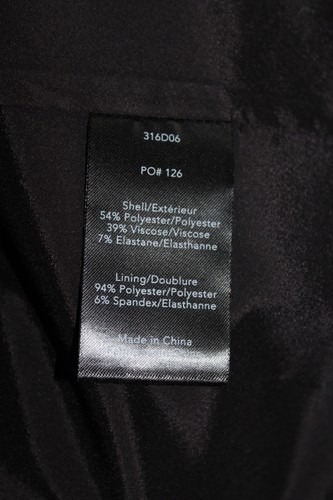 316D06
PO# 126
Shell/Extérieur
54% Polyester/Polyester
39% Viscose/Viscose
7% Elastane/Elasthanne
Lining/Doublure
94% Polyester/Polyester
6% Spandex/Elasthanne
Made in China